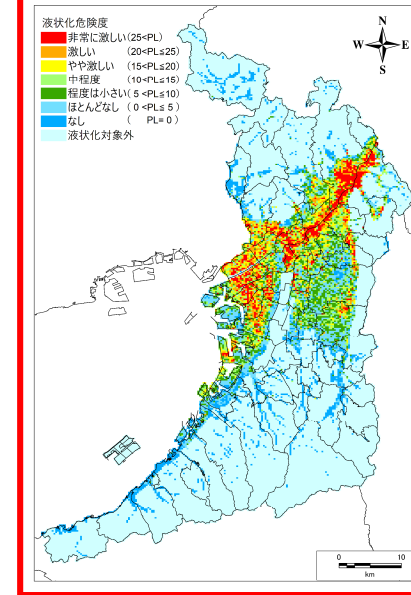 液状化危険度
非常に激しい(25<PL)
激しい (20<PL≦25)
やや激しい (15<PL≦20)
中程度 (10<PL≦15)
程度は小さい( 5 <PL≦10)
ほとんどなし ( 0 <PL≦ 5 )
なし ( PL= 0 )
液状化対象外
N
W E
S
0 10
km